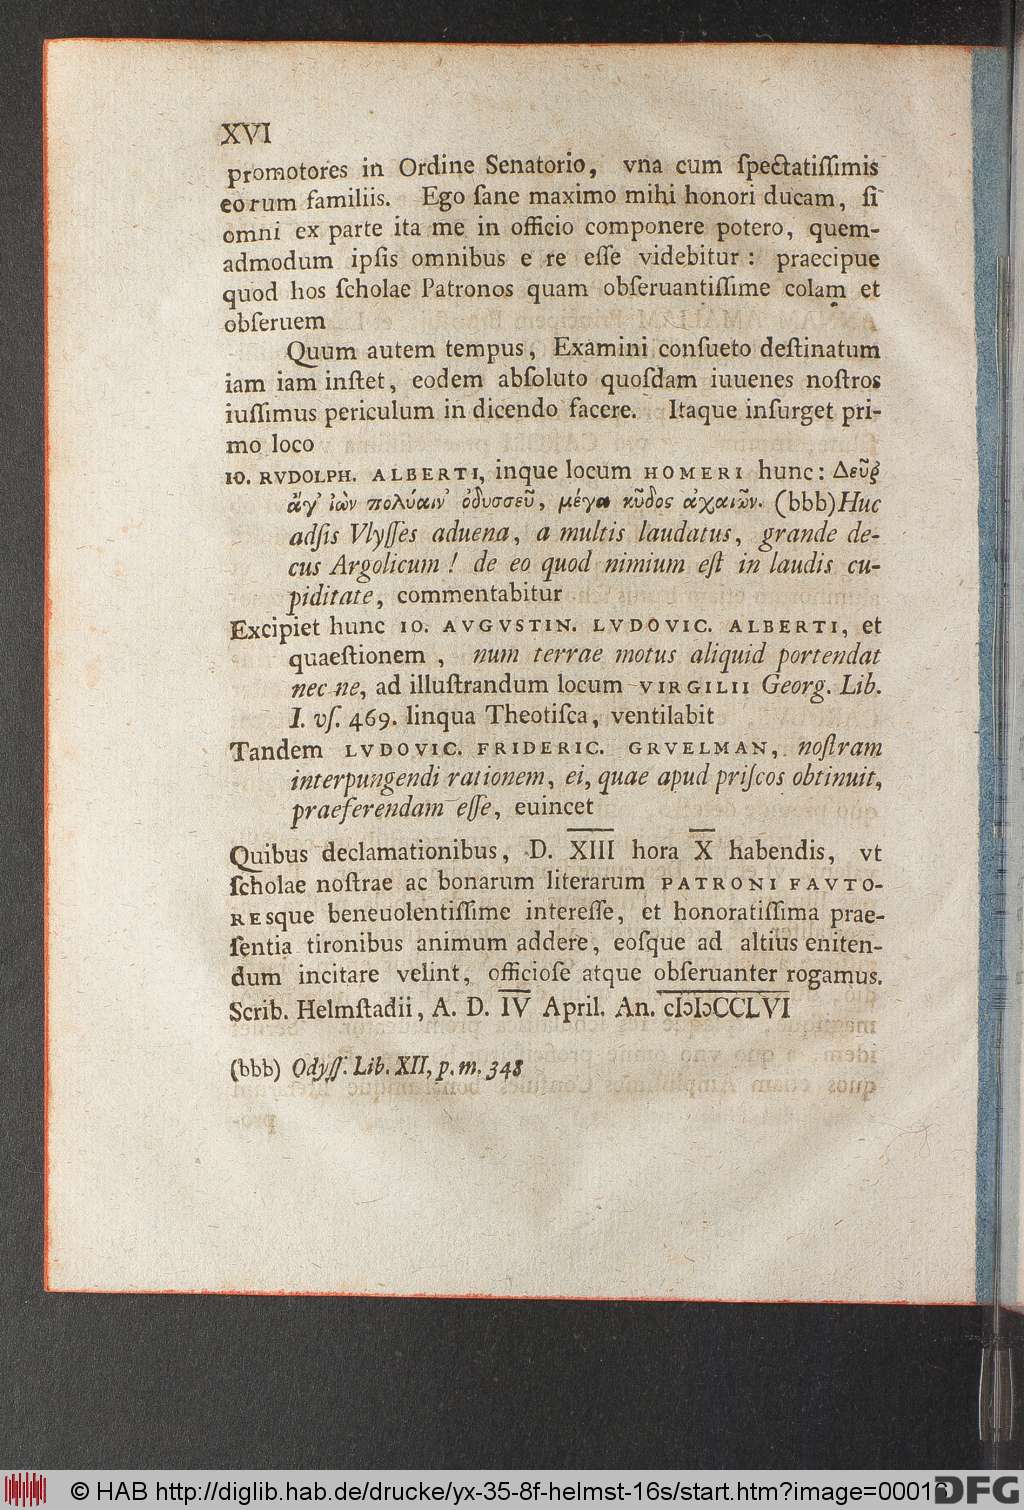 XVI
promotores in Ordine Senatorio, vna cum ſpectatiſſimis
eorum familiis. Ego ſane maximo mihi honori ducam, ſi
omni ex parte ita me in officio componere potero, quem-
admodum ipſis omnibus e re eſſe videbitur: praecipue
quod hos ſcholae Patronos quam obſeruantiſſime colam et
obſeruem
Quum autem tempus, Examini conſueto deſtinatum
iam iam inſtet, eodem abſoluto quoſdam iuuenes noſtros
iuſſimus periculum in dicendo facere. Itaque inſurget pri-
mo loco
IO. RVDOLPH. ALBERTI, inque locum HOMERI hunc: Δεῦῤ
ἄγ̓ ἰὼν πολύαιν̓ ὀδυσσεῦ, μέγα κῦδος ἀχαιῶν. (bbb) Huc
adſis Vlyſſes aduena, a multis laudatus, grande de-
cus Argolicum! de eo quod nimium eſt in laudis cu-
piditate, commentabitur
Excipiet hunc IO. AVGVSTIN. LVDOVIC. ALBERTI, et
quaeſtionem, num terrae motus aliquid portendat
nec ne, ad illuſtrandum locum VIRGILII Georg. Lib.
I. vſ. 469. linqua Theotiſca, ventilabit
Tandem LVDOVIC. FRIDERIC. GRVELMAN, noſtram
interpungendi rationem, ei, quae apud priſcos obtinuit,
praeferendam eſſe, euincet
Quibus declamationibus, D. XIII hora X habendis, vt
ſcholae noſtrae ac bonarum literarum PATRONI FAVTO-
RESque beneuolentiſſime intereſſe, et honoratiſſima prae-
ſentia tironibus animum addere, eoſque ad altius eniten-
dum incitare velint, officioſe atque obſeruanter rogamus.
Scrib. Helmſtadii, A. D. IV April. An. cIↄIↄCCLVI
(bbb) Odyſſ. Lib. XII, p. m. 348
© HAB http://diglib.hab.de/drucke/yx-35-8f-helmst-16s/start.htm?image=00016
DFG